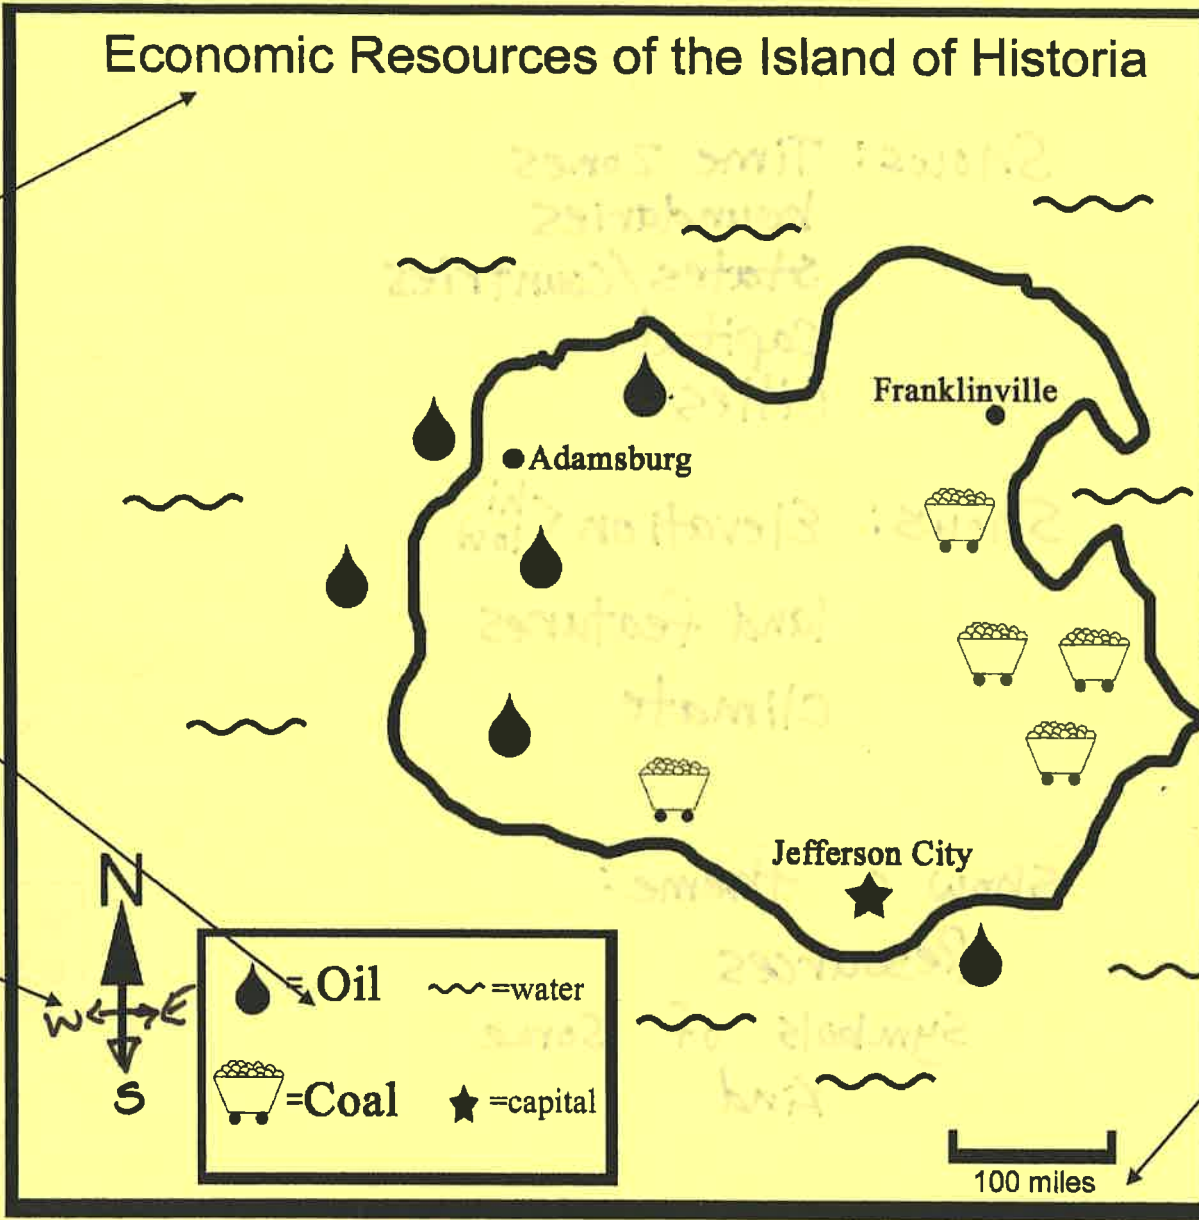 Economic Resources of the Island of Historia
Franklinville
Adamsburg
Jefferson City
N
W E
S
= Oil
=water
=Coal
=capital
100 miles